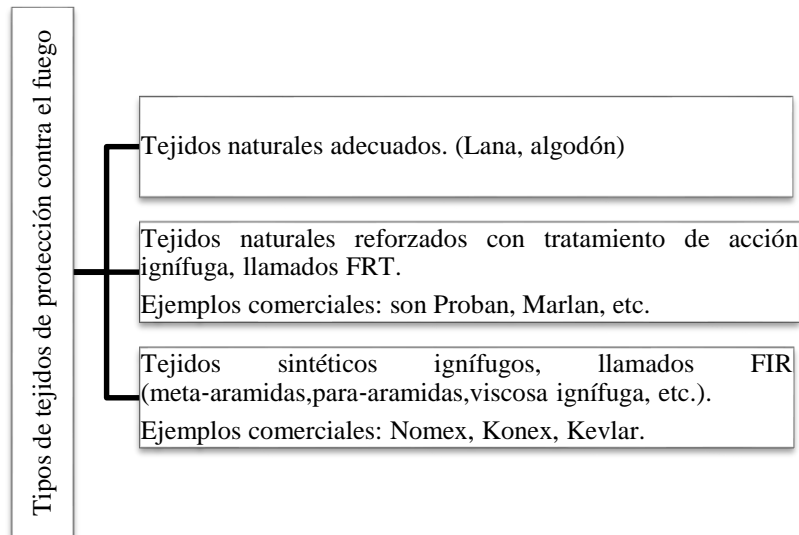 Tipos de tejidos de protección contra el fuego
Tejidos naturales adecuados. (Lana, algodón)
Tejidos naturales reforzados con tratamiento de acción
ignífuga, llamados FRT.
Ejemplos comerciales: son Proban, Marlan, etc.
Tejidos sintéticos ignífugos, llamados FIR
(meta-aramidas,para-aramidas,viscosa ignífuga, etc.).
Ejemplos comerciales: Nomex, Konex, Kevlar.